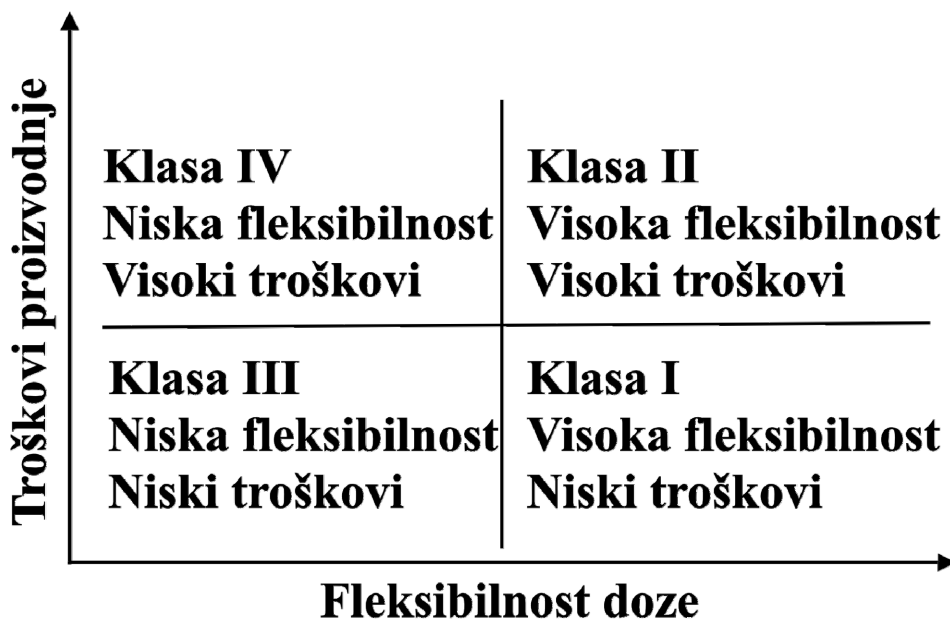 Troškovi proizvodnje
Klasa IV
Niska fleksibilnost
Visoki troškovi
Klasa II
Visoka fleksibilnost
Visoki troškovi
Klasa III
Niska fleksibilnost
Niski troškovi
Klasa I
Visoka fleksibilnost
Niski troškovi
Fleksibilnost doze